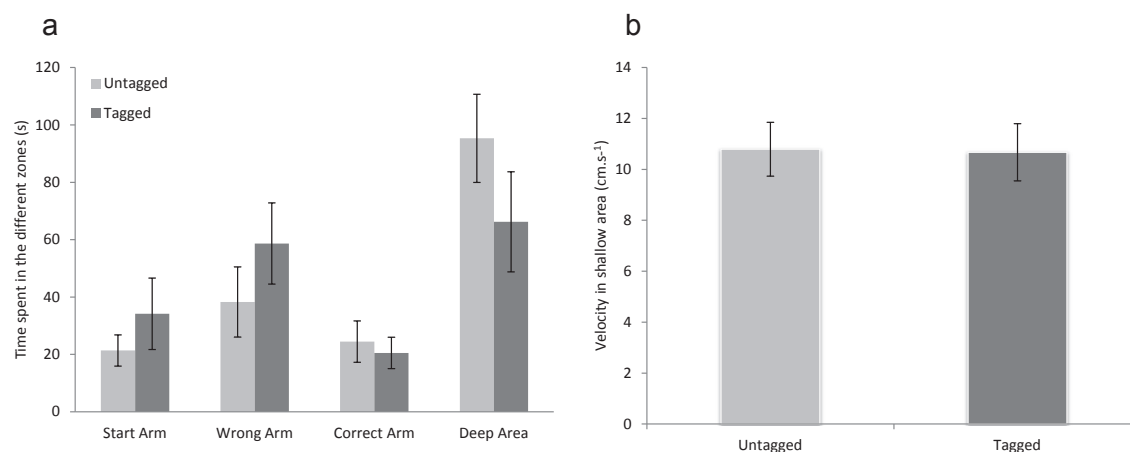 a
Time spent in the different zones (s)
120
100
80
60
40
20
0
Untagged
Tagged
Start Arm
Wrong Arm
Correct Arm
Deep Area
b
Velocity in shallow area (cm.s⁻¹)
14
12
10
8
6
4
2
0
Untagged
Tagged